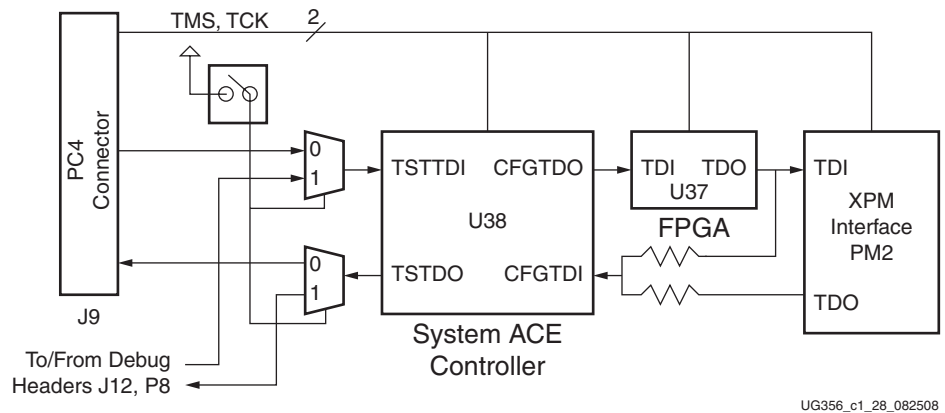 TMS, TCK
2
PC4
Connector
J9
0
1
TSTTDI
CFGTDO
U38
TSTDO
CFGTDI
0
1
System ACE
Controller
TDI
TDO
U37
FPGA
TDI
XPM
Interface
PM2
TDO
To/From Debug
Headers J12, P8
UG356_c1_28_082508